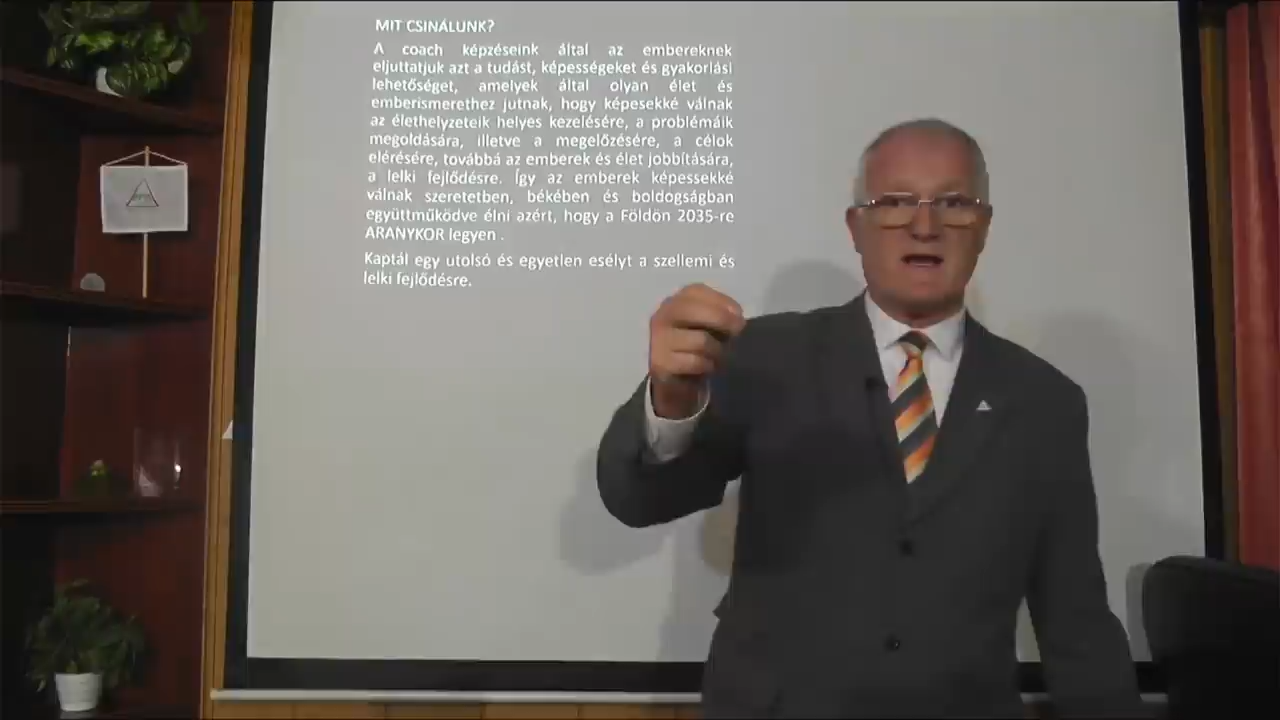 MIT CSINÁLUNK?
A coach képzéseink által az embereknek
eljuttatjuk azt a tudást, képességeket és gyakorlási
lehetőséget, amelyek által olyan élet és
emberismerethez jutnak, hogy képesekké válnak
az élethelyzeteik helyes kezelésére, a problémáik
megoldására, illetve a megelőzésére, a célok
elérésére, továbbá az emberek és élet jobbítására,
a lelki fejlődésre. Így az emberek képessekké
válnak szeretetben, békében és boldogságban
együttműködve élni azért, hogy a Földön 2035-re
ARANYKOR legyen .
Kaptál egy utolsó és egyetlen esélyt a szellemi és
lelki fejlődésre.